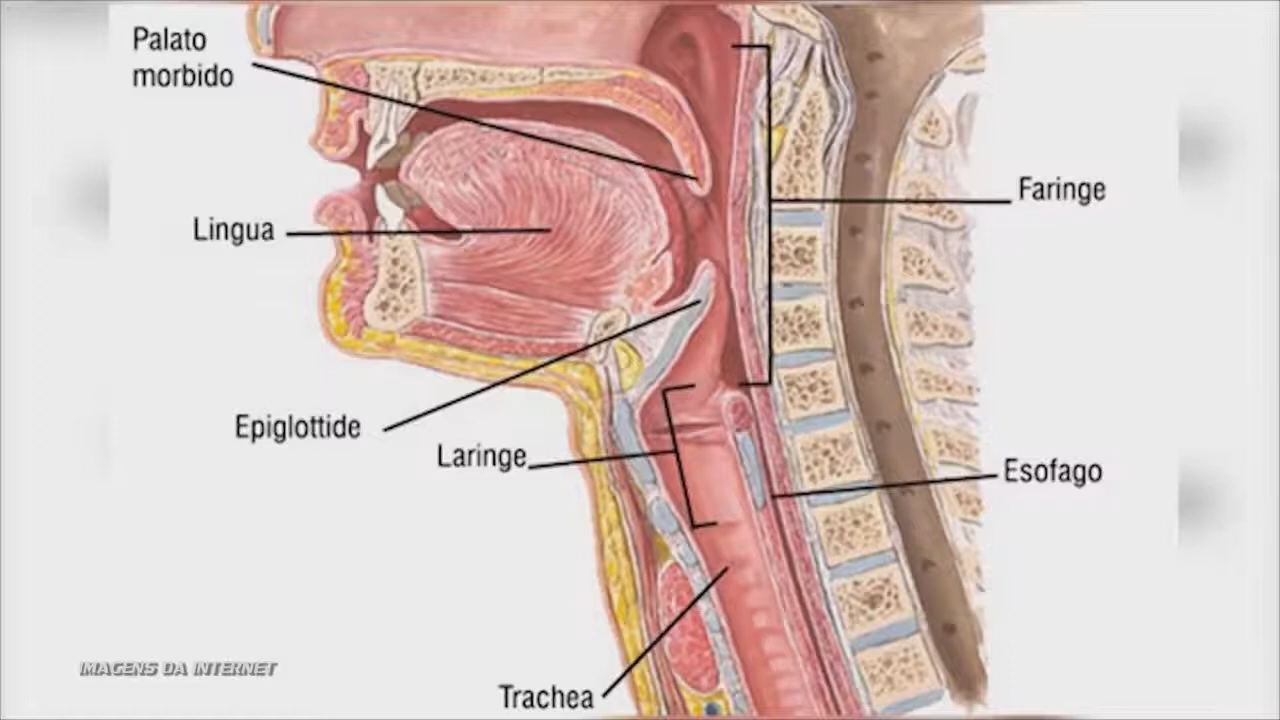 Palato
morbido
Faringe
Lingua
Epiglottide
Laringe
Esofago
IMAGENS DA INTERNET
Trachea